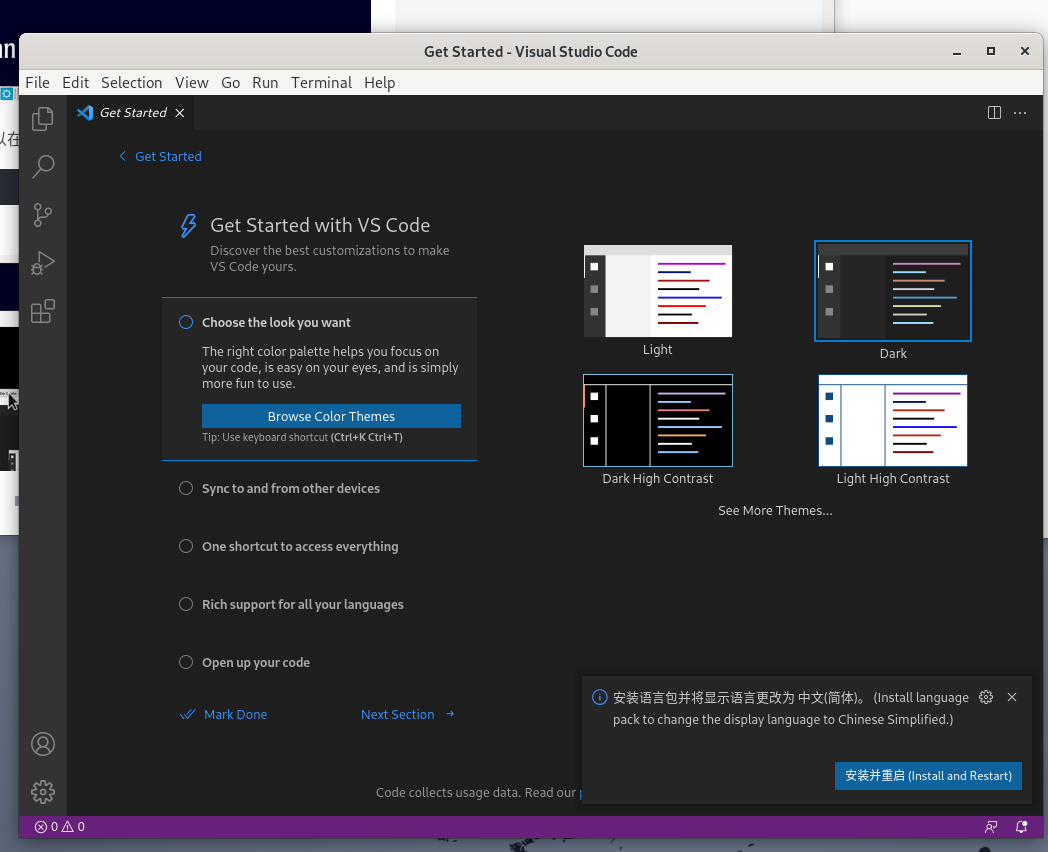 an
Get Started - Visual Studio Code
File Edit Selection View Go Run Terminal Help
以在
Get Started
Get Started
Get Started with VS Code
Discover the best customizations to make
VS Code yours.
Choose the look you want
The right color palette helps you focus on
your code, is easy on your eyes, and is simply
more fun to use.
Browse Color Themes
Tip: Use keyboard shortcut (Ctrl+K Ctrl+T)
Sync to and from other devices
One shortcut to access everything
Rich support for all your languages
Open up your code
Mark Done
Next Section
Light
Dark
Dark High Contrast
Light High Contrast
See More Themes...
安装语言包并将显示语言更改为 中文(简体)。 (Install language
pack to change the display language to Chinese Simplified.)
安装并重启 (Install and Restart)
Code collects usage data. Read our
0 0